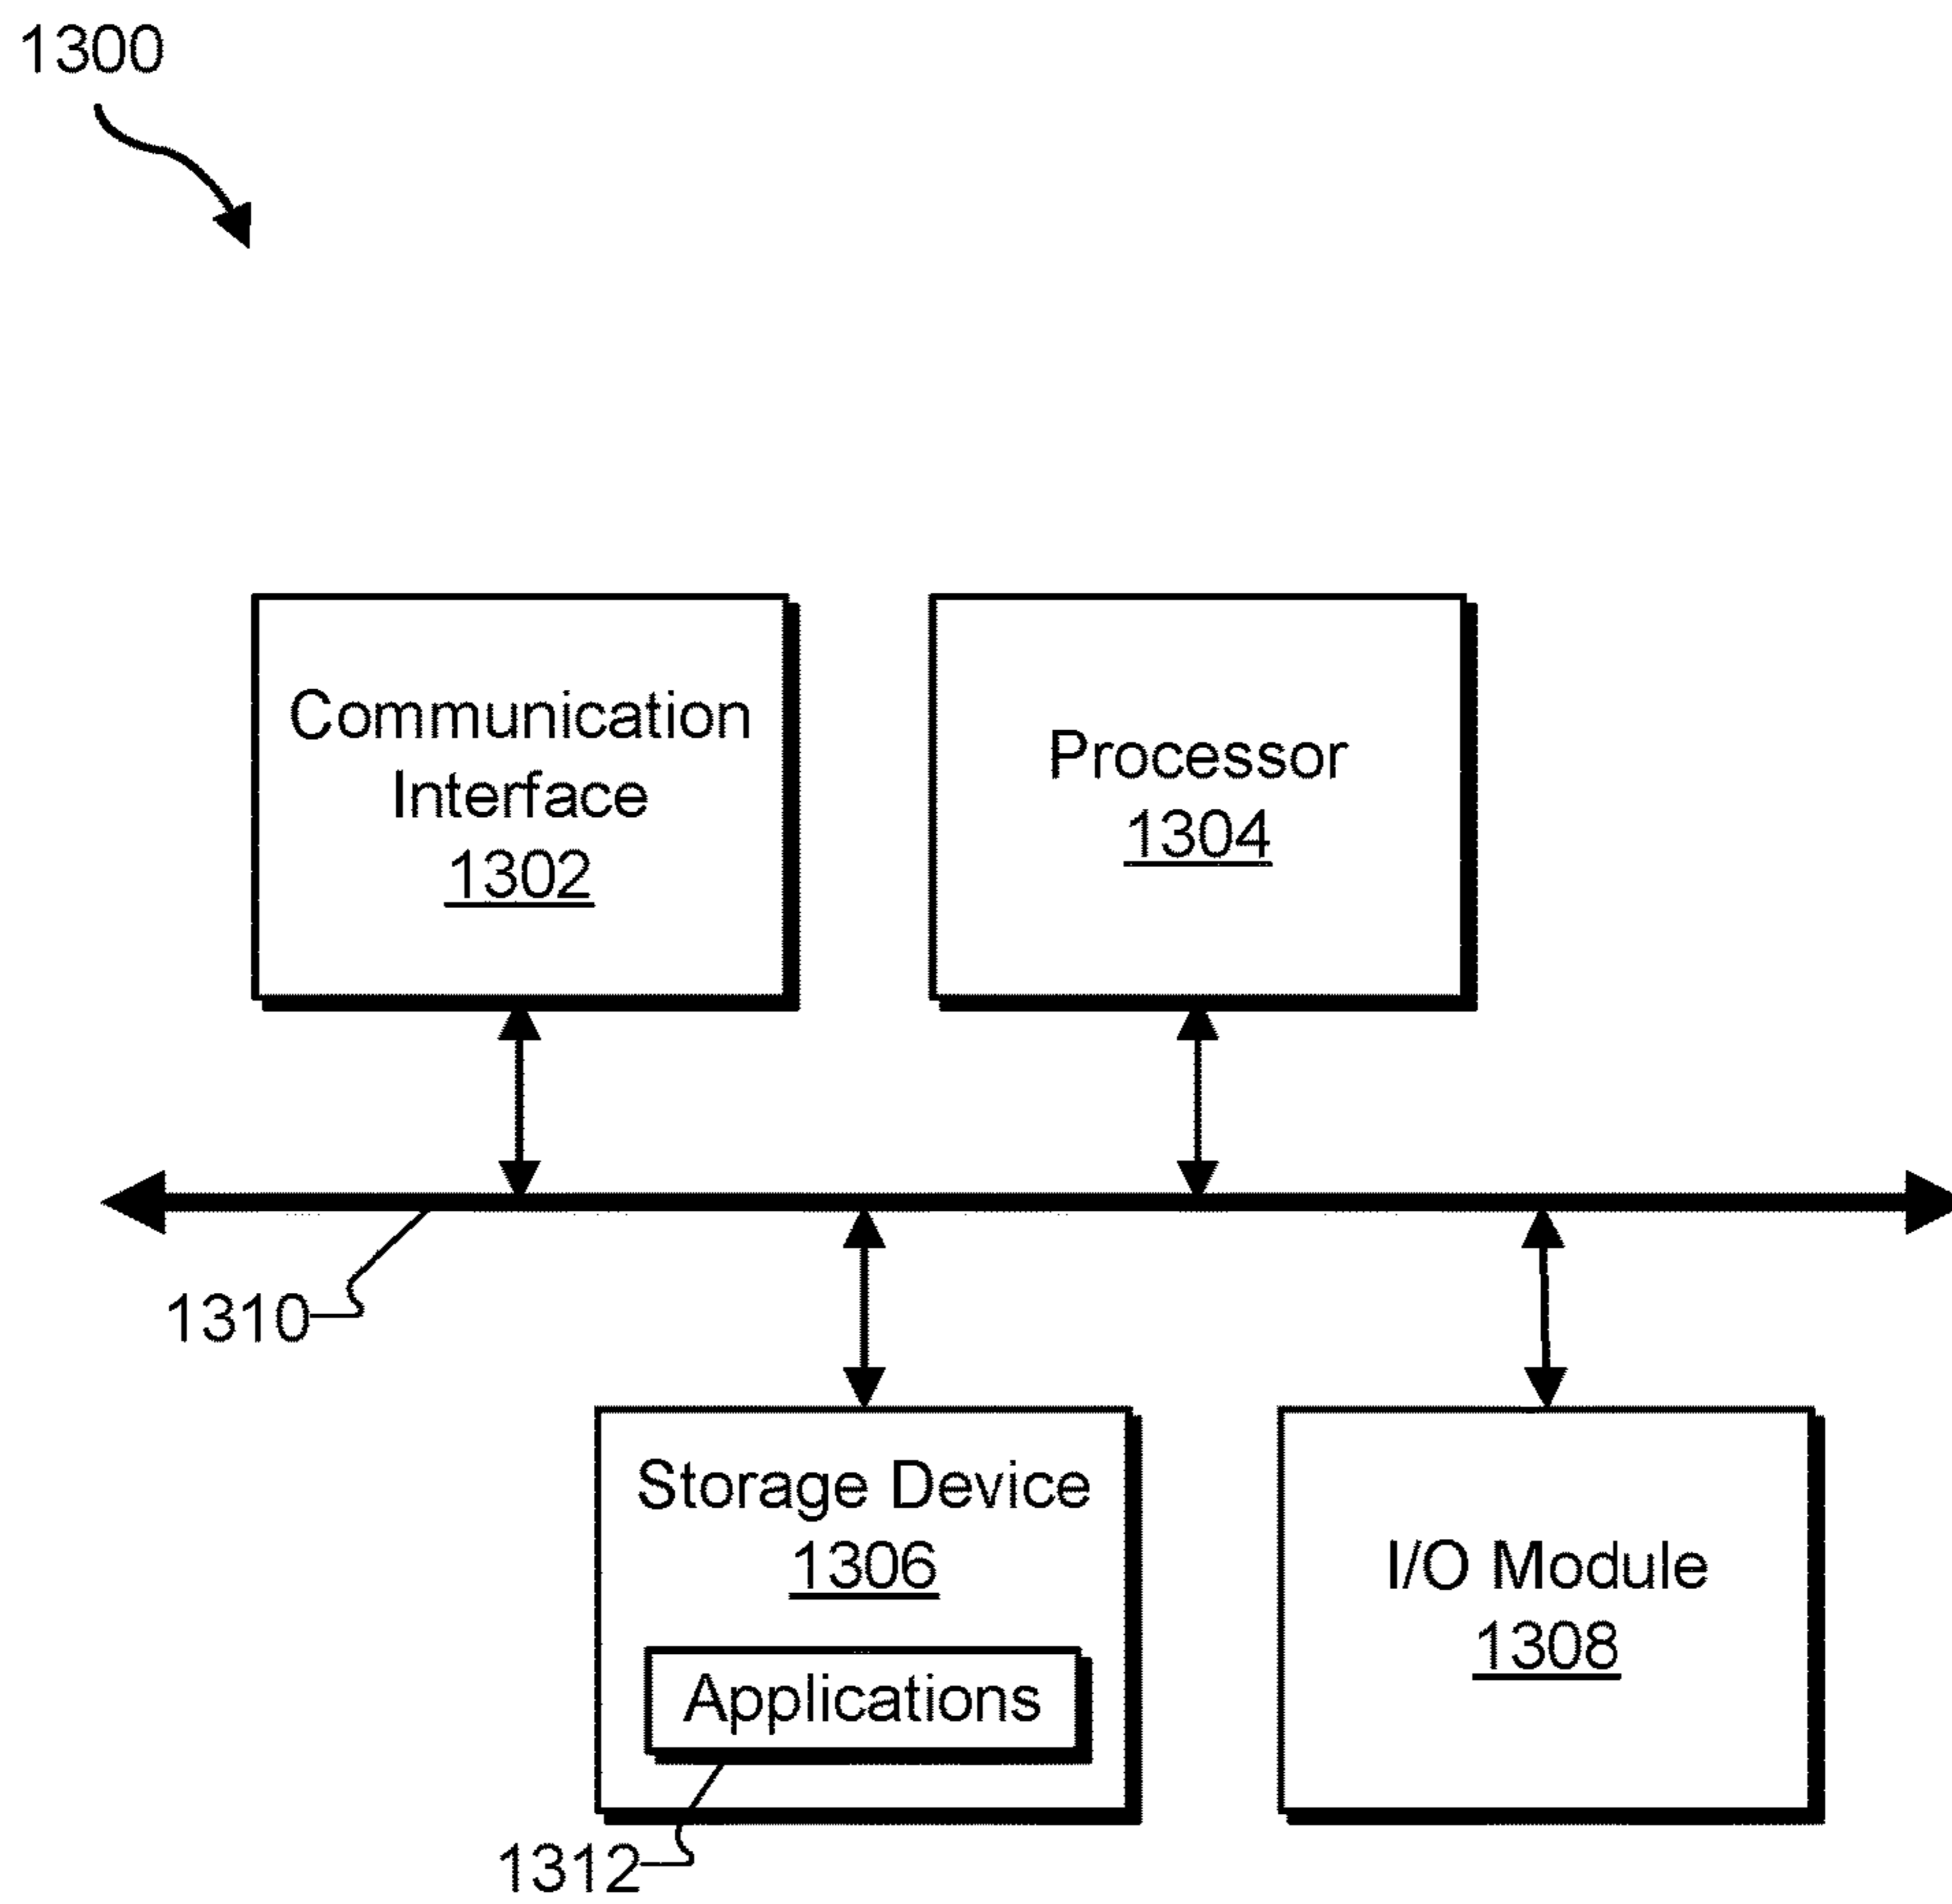 1300
Communication
Interface
1302
Processor
1304
1310
Storage Device
1306
Applications
1312
I/O Module
1308